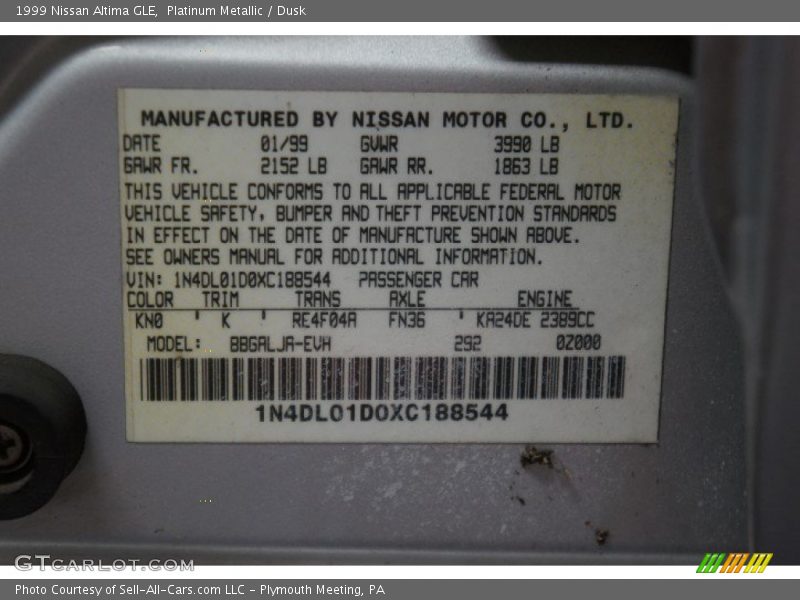 1999 Nissan Altima GLE, Platinum Metallic / Dusk
MANUFACTURED BY NISSAN MOTOR CO., LTD.
DATE 01/99 GVWR 3990 LB
GAWR FR. 2152 LB GAWR RR. 1863 LB
THIS VEHICLE CONFORMS TO ALL APPLICABLE FEDERAL MOTOR
VEHICLE SAFETY, BUMPER AND THEFT PREVENTION STANDARDS
IN EFFECT ON THE DATE OF MANUFACTURE SHOWN ABOVE.
SEE OWNERS MANUAL FOR ADDITIONAL INFORMATION.
VIN: 1N4DL01D0XC188544 PASSENGER CAR
COLOR TRIM TRANS AXLE ENGINE
KN0 ' K ' RE4F04A FN36 ' KA24DE 2389CC
MODEL: BBGALJA-EVH 292 0Z000
1N4DL01D0XC188544
GTCARLOT.COM
Photo Courtesy of Sell-All-Cars.com LLC - Plymouth Meeting, PA